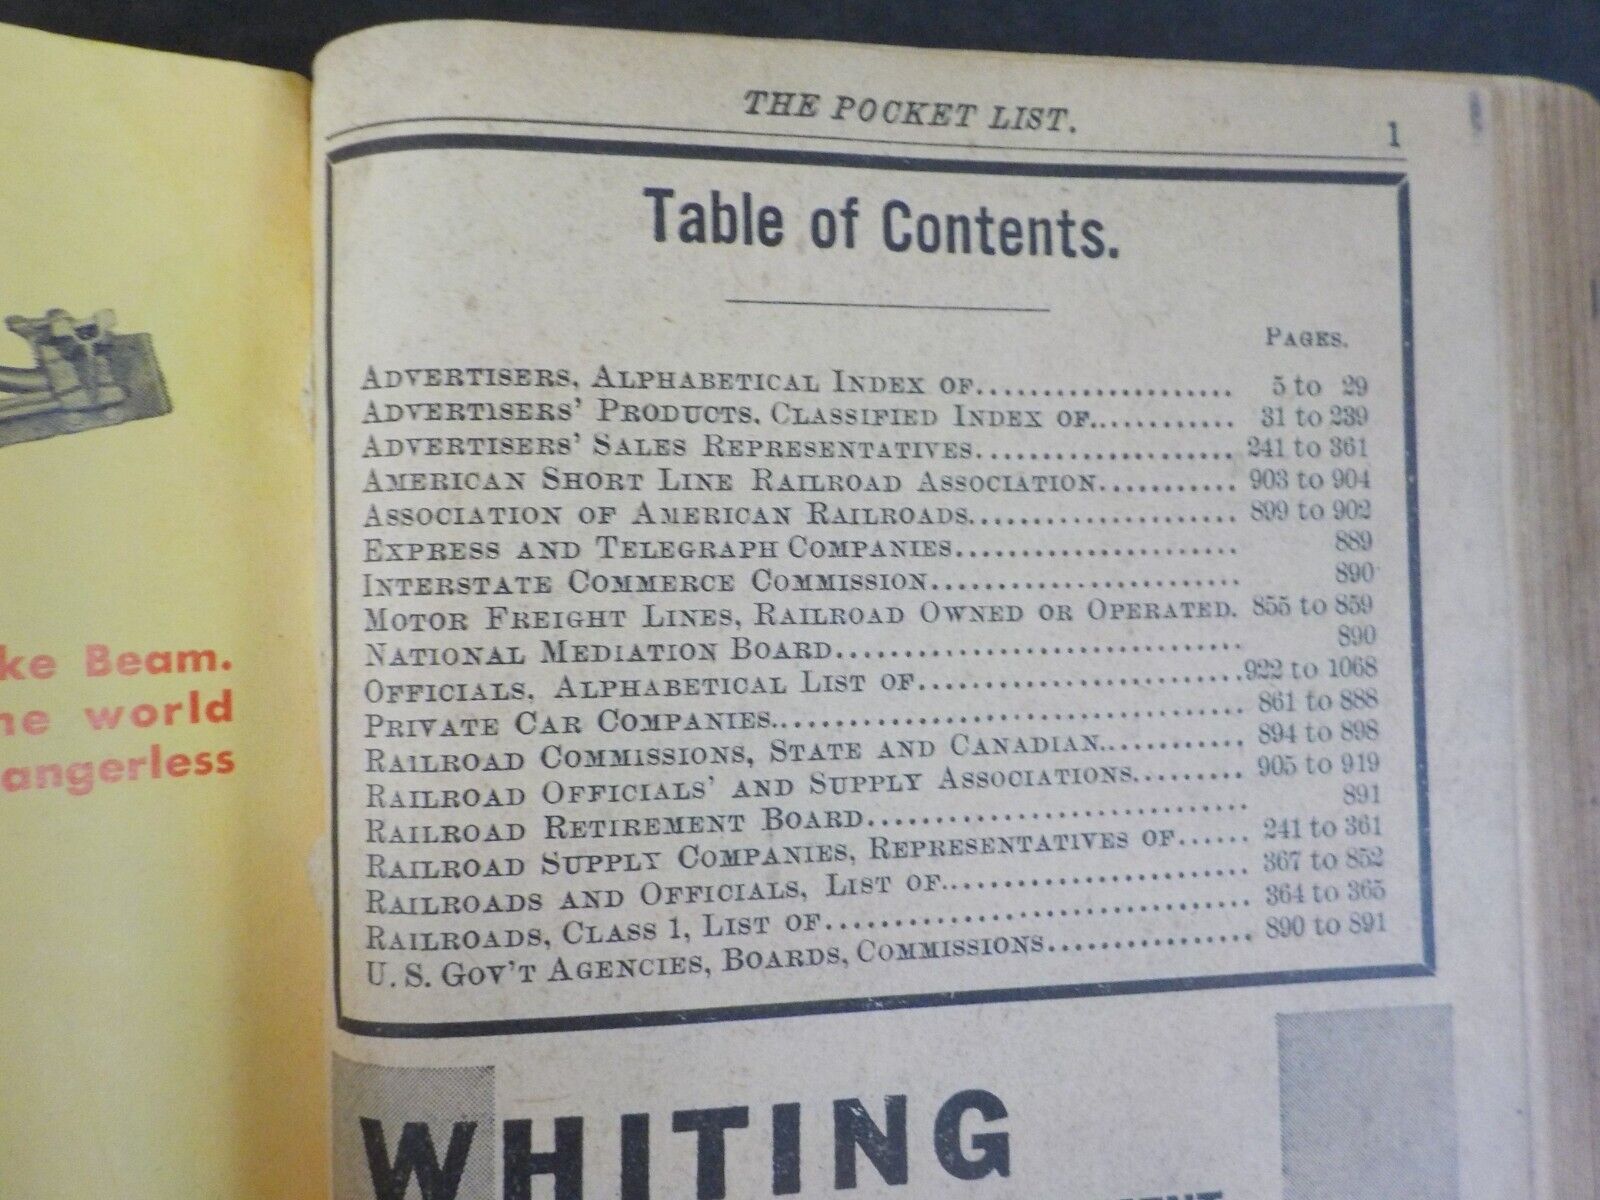 ke Beam.
he world
angerless
THE POCKET LIST.
1
Table of Contents.
PAGES.
ADVERTISERS, ALPHABETICAL INDEX OF........................ 5 to 29
ADVERTISERS' PRODUCTS, CLASSIFIED INDEX OF............ 31 to 239
ADVERTISERS' SALES REPRESENTATIVES.................... 241 to 361
AMERICAN SHORT LINE RAILROAD ASSOCIATION........... 903 to 904
ASSOCIATION OF AMERICAN RAILROADS...................... 899 to 902
EXPRESS AND TELEGRAPH COMPANIES....................... 889
INTERSTATE COMMERCE COMMISSION......................... 890
MOTOR FREIGHT LINES, RAILROAD OWNED OR OPERATED. 855 to 859
NATIONAL MEDIATION BOARD................................. 890
OFFICIALS, ALPHABETICAL LIST OF..........................922 to 1068
PRIVATE CAR COMPANIES...................................... 861 to 888
RAILROAD COMMISSIONS, STATE AND CANADIAN............ 894 to 898
RAILROAD OFFICIALS' AND SUPPLY ASSOCIATIONS......... 905 to 919
RAILROAD RETIREMENT BOARD............................... 891
RAILROAD SUPPLY COMPANIES, REPRESENTATIVES OF...... 241 to 361
RAILROADS AND OFFICIALS, LIST OF......................... 367 to 852
RAILROADS, CLASS 1, LIST OF.................................. 364 to 365
U. S. GOV'T AGENCIES, BOARDS, COMMISSIONS................. 890 to 891
WHITING